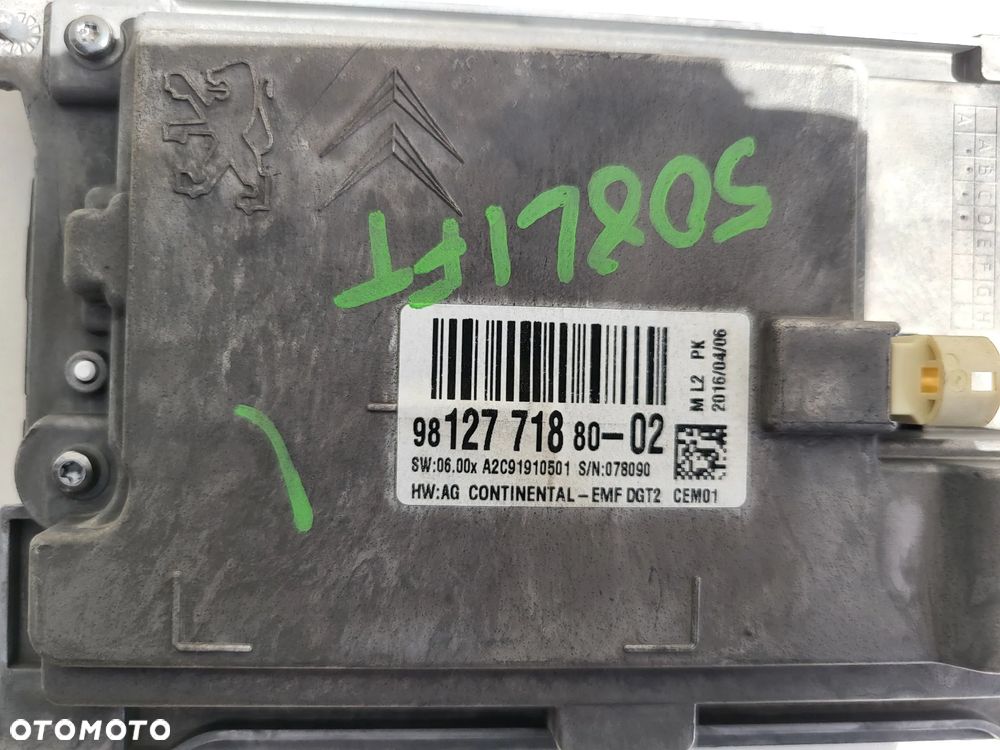 508LIFT
A B C D E F G H
A
M L2 PK
2016/04/06
98 127 718 80-02
SW:06.00x A2C91910501 S/N:078090
HW:AG CONTINENTAL-EMF DGT2 CEM01
OTOMOTO